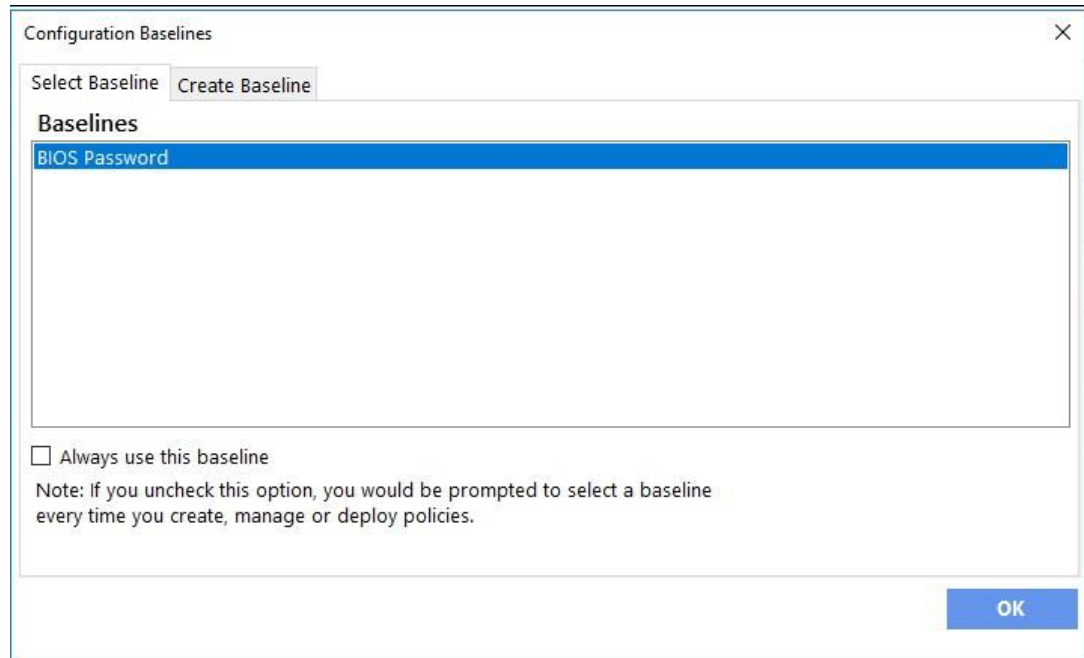 Configuration Baselines
Select Baseline
Create Baseline
Baselines
BIOS Password
Always use this baseline
Note: If you uncheck this option, you would be prompted to select a baseline
every time you create, manage or deploy policies.
OK